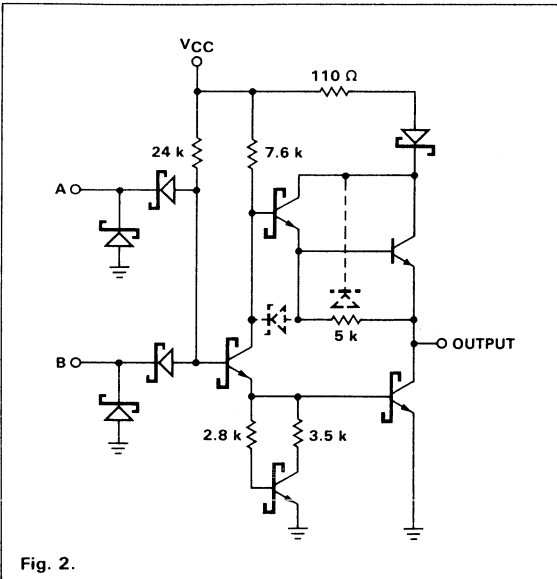 VCC
110 Ω
24 k
7.6 k
A
5 k
OUTPUT
B
2.8 k
3.5 k
Fig. 2.